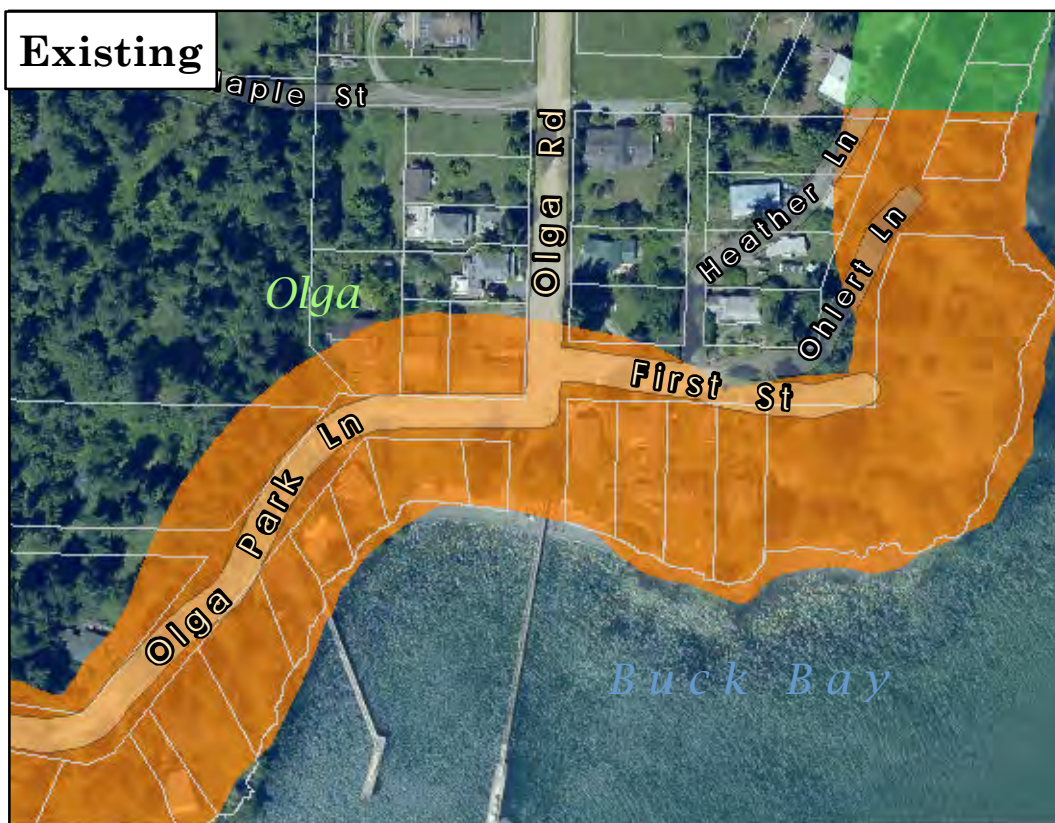 Existing
aple St
Olga Rd
Heather Ln
Ohlert Ln
Olga
First St
Olga Park Ln
Buck Bay